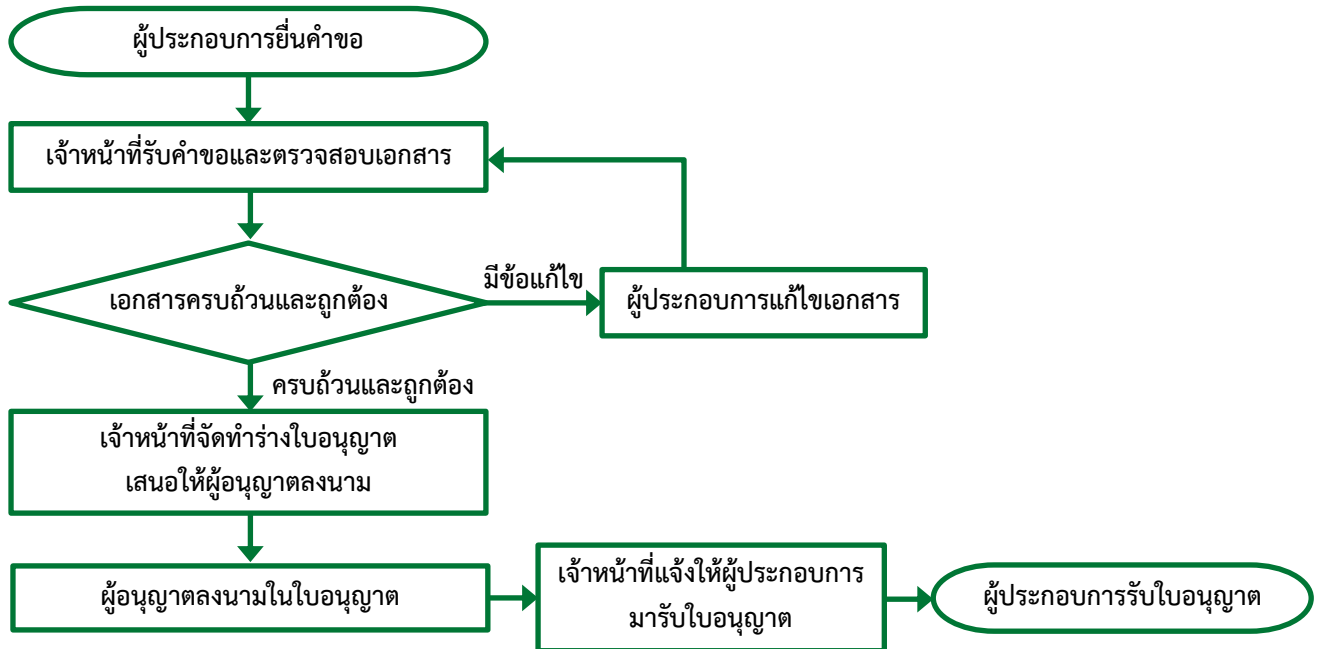 ผู้ประกอบการยื่นคำขอ
เจ้าหน้าที่รับคำขอและตรวจสอบเอกสาร
เอกสารครบถ้วนและถูกต้อง
มีข้อแก้ไข
ผู้ประกอบการแก้ไขเอกสาร
ครบถ้วนและถูกต้อง
เจ้าหน้าที่จัดทำร่างใบอนุญาต
เสนอให้ผู้อนุญาตลงนาม
ผู้อนุญาตลงนามในใบอนุญาต
เจ้าหน้าที่แจ้งให้ผู้ประกอบการ
มารับใบอนุญาต
ผู้ประกอบการรับใบอนุญาต